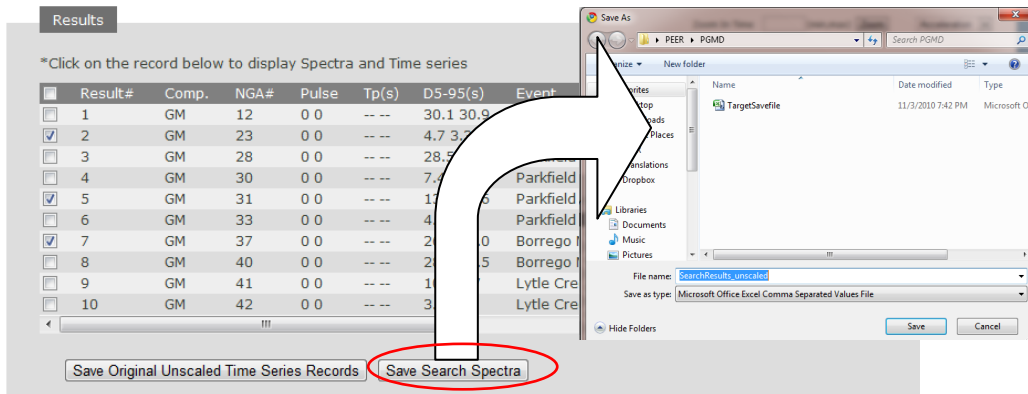 Results
*Click on the record below to display Spectra and Time series
Result# Comp. NGA# Pulse Tp(s) D5-95(s) Event
1 GM 12 0 0 -- -- 30.1 30.9
2 GM 23 0 0 -- -- 4.7
3 GM 28 0 0 -- -- 28.5
4 GM 30 0 0 -- -- 7.4 Parkfield
5 GM 31 0 0 -- -- Parkfield
6 GM 33 0 0 -- -- Parkfield
7 GM 37 0 0 -- -- Borrego
8 GM 40 0 0 -- -- Borrego
9 GM 41 0 0 -- -- Lytle Cre
10 GM 42 0 0 -- -- Lytle Cre
Save Original Unscaled Time Series Records Save Search Spectra
Save As
PEER PGMD Search PGMD
New folder
Name Date modified Type
TargetSavefile 11/3/2010 7:42 PM Microsoft O
Places
Dropbox
Libraries
Documents
Music
Pictures
File name: SearchResults_unscaled
Save as type: Microsoft Office Excel Comma Separated Values File
Hide Folders Save Cancel